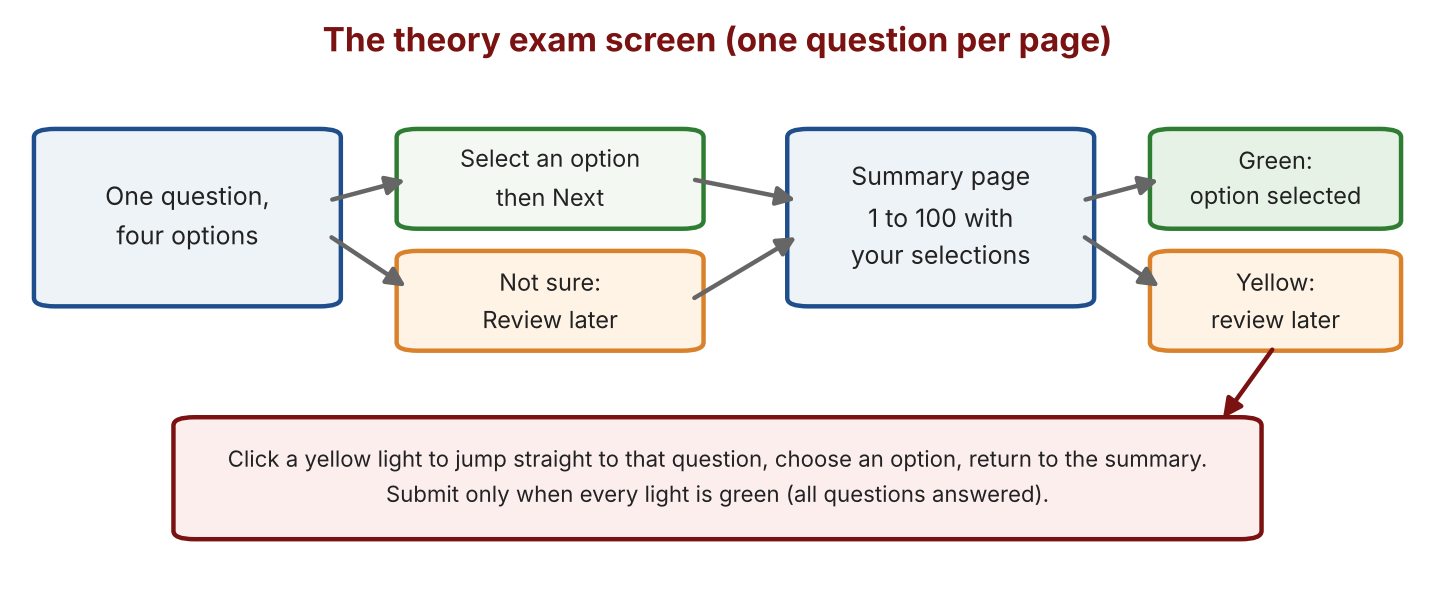 The theory exam screen (one question per page)
One question,
four options
Select an option
then Next
Not sure:
Review later
Summary page
1 to 100 with
your selections
Green:
option selected
Yellow:
review later
Click a yellow light to jump straight to that question, choose an option, return to the summary.
Submit only when every light is green (all questions answered).